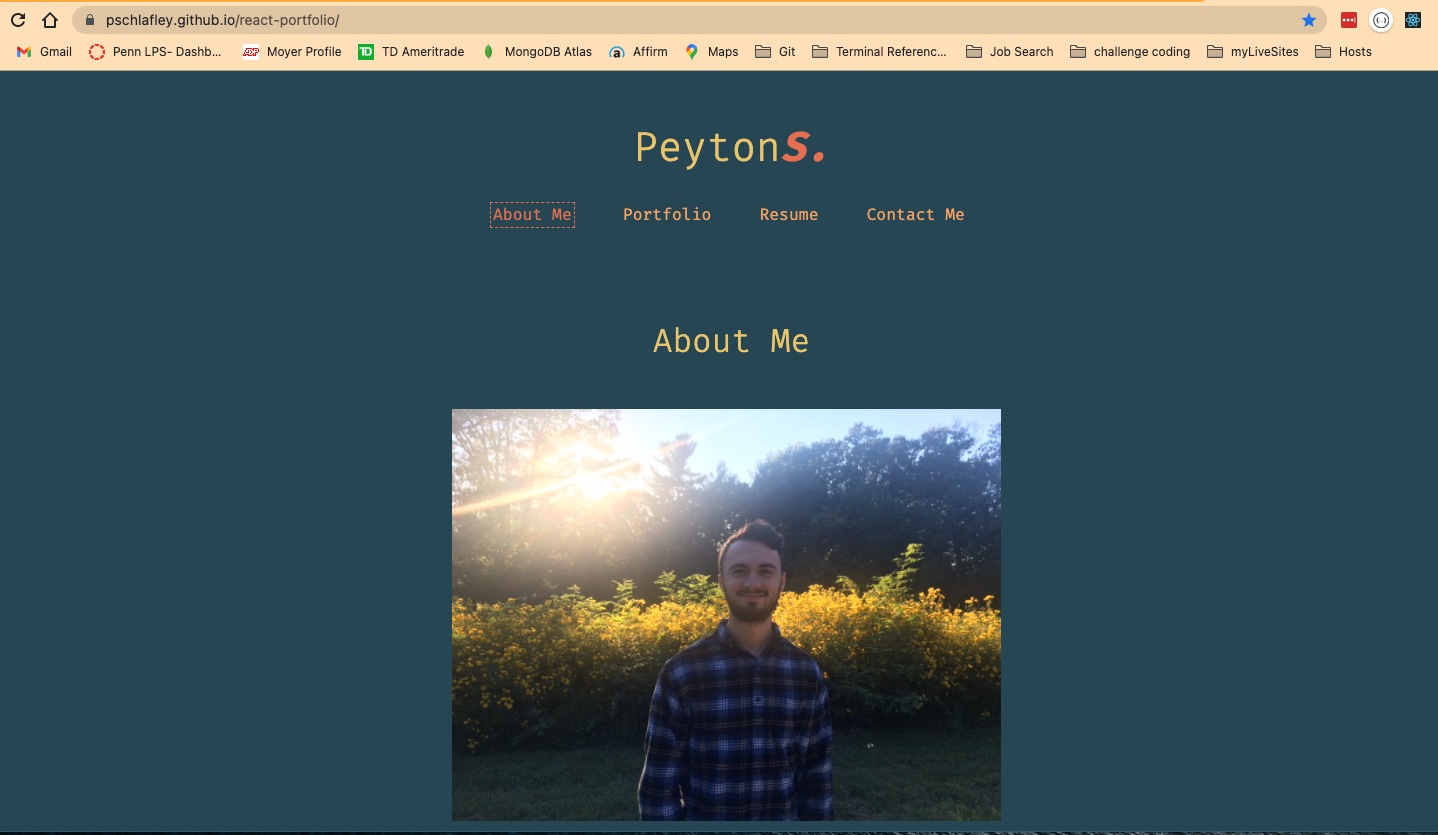 pschlafley.github.io/react-portfolio/
Gmail Penn LPS- Dashb... ADP Moyer Profile TD TD Ameritrade MongoDB Atlas a Affirm Maps Git Terminal Referenc... Job Search challenge coding myLiveSites Hosts
PeytonS.
About Me Portfolio Resume Contact Me
About Me